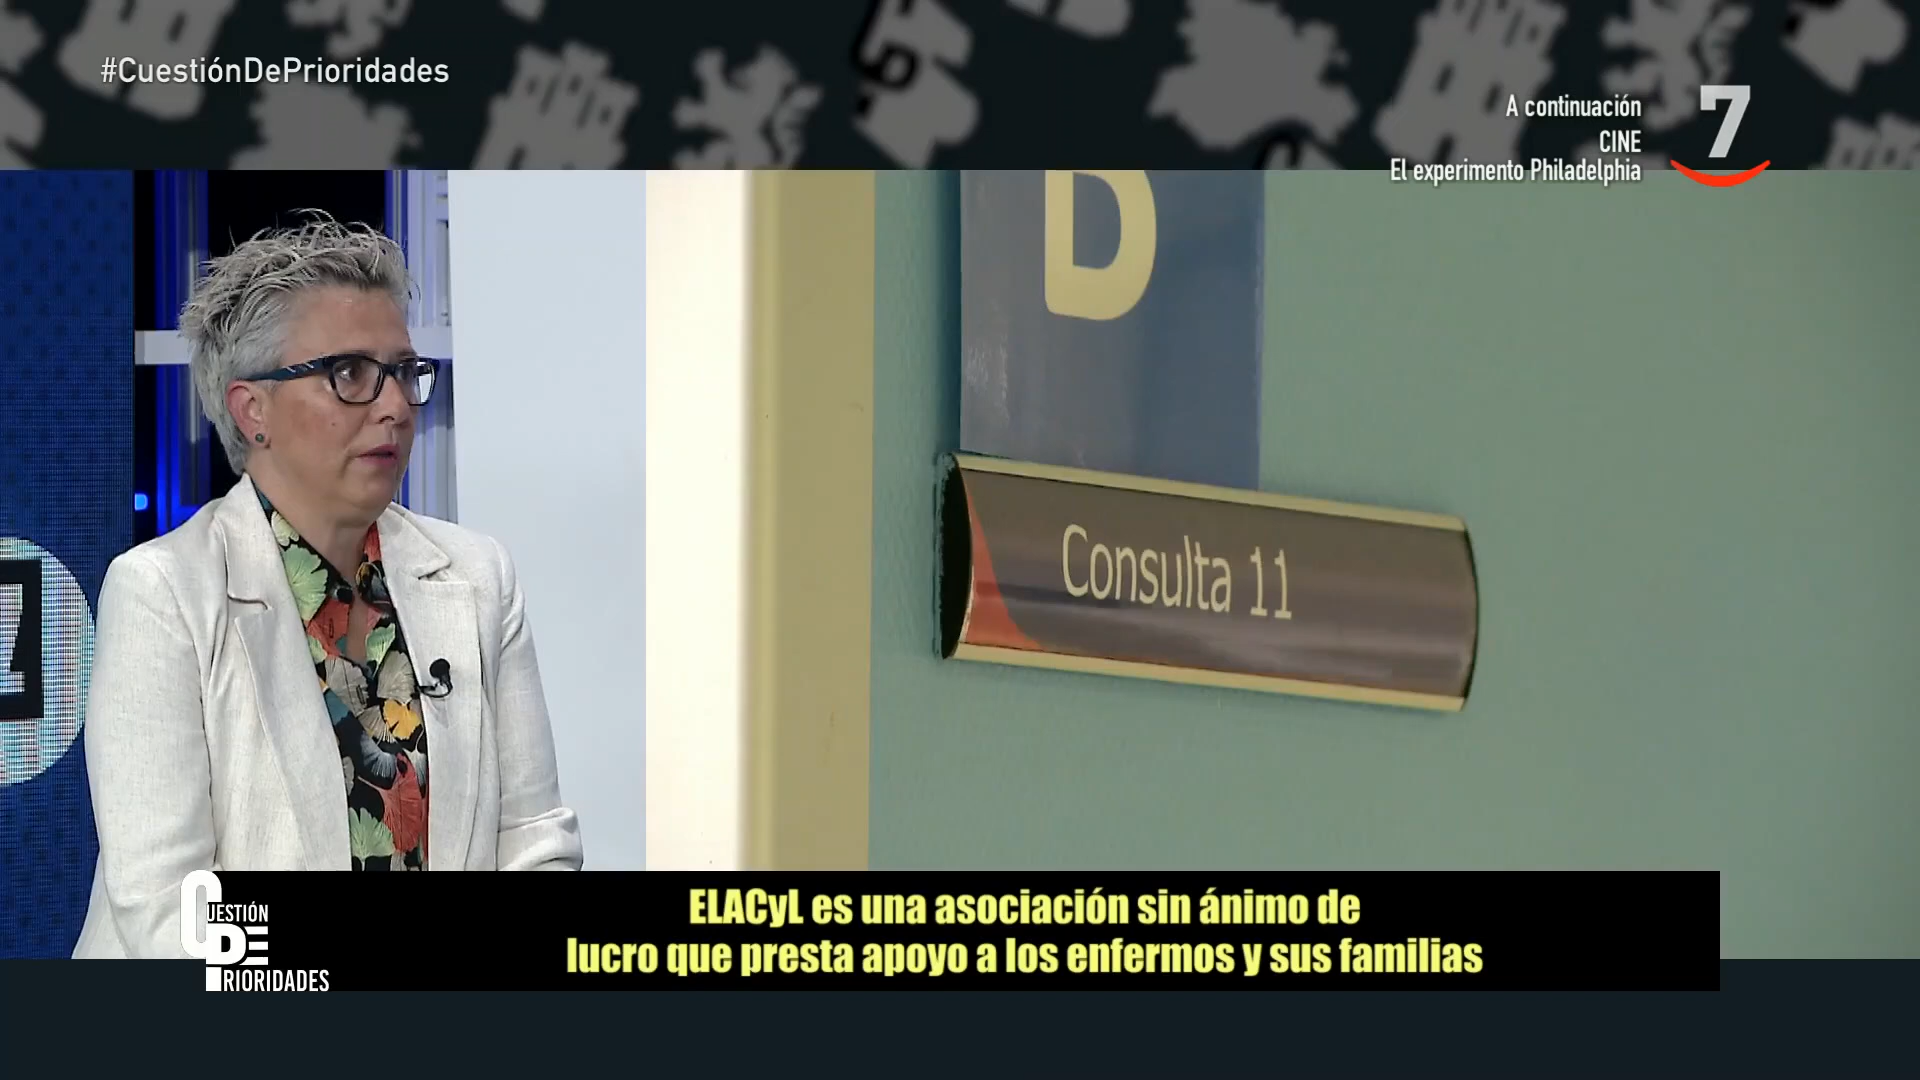 #CuestiónDePrioridades
A continuación
CINE
El experimento Philadelphia
7
B
Consulta 11
CUESTIÓN
DE
PRIORIDADES
ELACyL es una asociación sin ánimo de
lucro que presta apoyo a los enfermos y sus familias